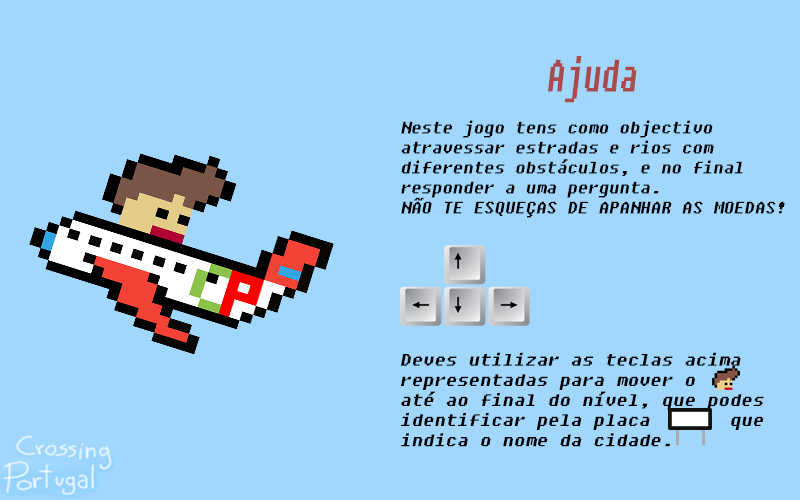 Ajuda
Neste jogo tens como objectivo
atravessar estradas e rios com
diferentes obstáculos, e no final
responder a uma pergunta.
NÃO TE ESQUEÇAS DE APANHAR AS MOEDAS!
↑
← ↓ →
Deves utilizar as teclas acima
representadas para mover o
até ao final do nível, que podes
identificar pela placa que
indica o nome da cidade.
TAP
Crossing
Portugal